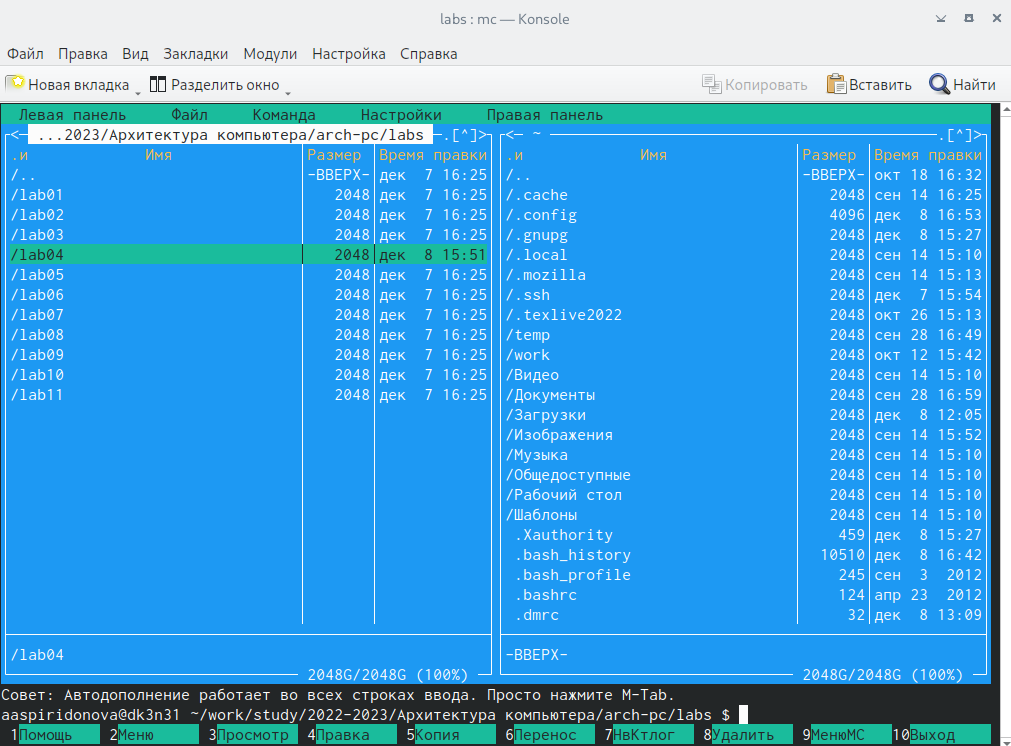 labs : mc — Konsole
Файл Правка Вид Закладки Модули Настройка Справка
Новая вкладка Разделить окно Копировать Вставить Найти
Левая панель Файл Команда Настройки Правая панель
<─ ...2023/Архитектура компьютера/arch-pc/labs ─.[^]>┐ <─ ~ ─.[^]>
.и Имя Размер Время правки .и Имя Размер Время правки
/.. -ВВЕРХ- дек 7 16:25 /.. -ВВЕРХ- окт 18 16:32
/lab01 2048 дек 7 16:25 /.cache 2048 сен 14 16:25
/lab02 2048 дек 7 16:25 /.config 4096 дек 8 16:53
/lab03 2048 дек 7 16:25 /.gnupg 2048 дек 8 15:27
/lab04 2048 дек 8 15:51 /.local 2048 сен 14 15:10
/lab05 2048 дек 7 16:25 /.mozilla 2048 сен 14 15:13
/lab06 2048 дек 7 16:25 /.ssh 2048 дек 7 15:54
/lab07 2048 дек 7 16:25 /.texlive2022 2048 окт 26 15:13
/lab08 2048 дек 7 16:25 /temp 2048 сен 28 16:49
/lab09 2048 дек 7 16:25 /work 2048 окт 12 15:42
/lab10 2048 дек 7 16:25 /Видео 2048 сен 14 15:10
/lab11 2048 дек 7 16:25 /Документы 2048 сен 28 16:59
/Загрузки 2048 дек 8 12:05
/Изображения 2048 сен 14 15:52
/Музыка 2048 сен 14 15:10
/Общедоступные 2048 сен 14 15:10
/Рабочий стол 2048 сен 14 15:10
/Шаблоны 2048 сен 14 15:10
.Xauthority 459 дек 8 15:27
.bash_history 10510 дек 8 16:42
.bash_profile 245 сен 3 2012
.bashrc 124 апр 23 2012
.dmrc 32 дек 8 13:09
/lab04 -ВВЕРХ-
2048G/2048G (100%) 2048G/2048G (100%)
Совет: Автодополнение работает во всех строках ввода. Просто нажмите M-Tab.
aaspiridonova@dk3n31 ~/work/study/2022-2023/Архитектура компьютера/arch-pc/labs $
1Помощь 2Меню 3Просмотр 4Правка 5Копия 6Перенос 7НвКтлог 8Удалить 9МенюМС 10Выход